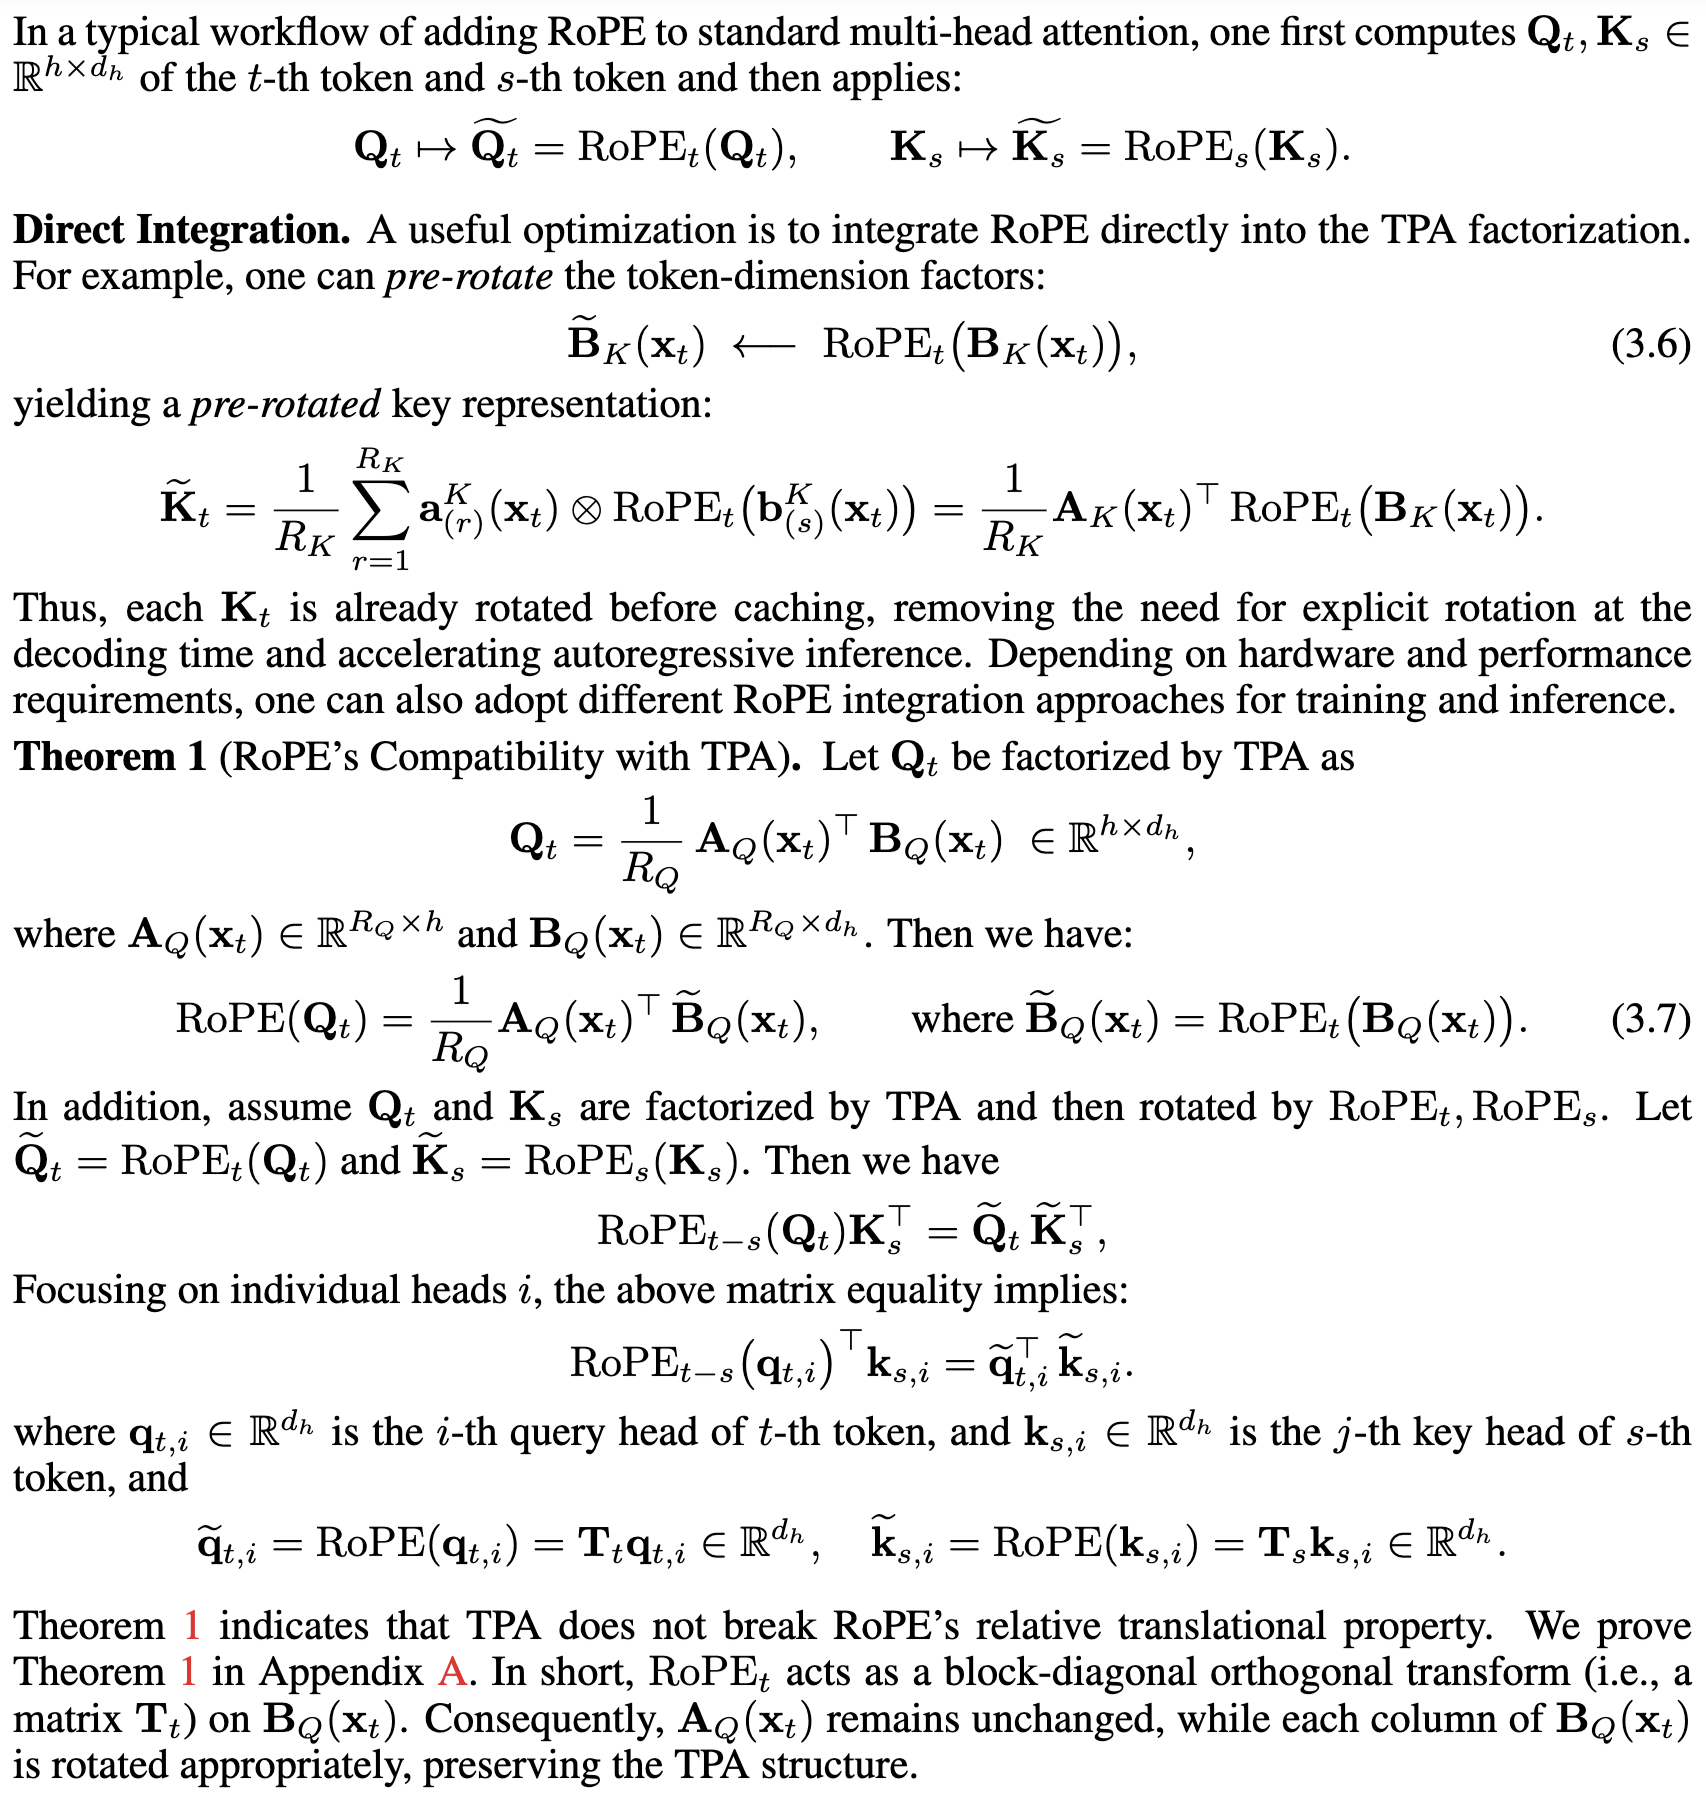 In a typical workflow of adding RoPE to standard multi-head attention, one first computes $\mathbf{Q}_t, \mathbf{K}_s \in$
$\mathbb{R}^{h \times d_h}$ of the $t$-th token and $s$-th token and then applies:
$\mathbf{Q}_t \mapsto \widetilde{\mathbf{Q}_t} = \mathrm{RoPE}_t(\mathbf{Q}_t), \qquad \mathbf{K}_s \mapsto \widetilde{\mathbf{K}_s} = \mathrm{RoPE}_s(\mathbf{K}_s).$
Direct Integration. A useful optimization is to integrate RoPE directly into the TPA factorization.
For example, one can pre-rotate the token-dimension factors:
$\widetilde{\mathbf{B}}_K(\mathbf{x}_t) \longleftarrow \mathrm{RoPE}_t(\mathbf{B}_K(\mathbf{x}_t)),$ (3.6)
yielding a pre-rotated key representation:
$\widetilde{\mathbf{K}}_t = \frac{1}{R_K} \sum_{r=1}^{R_K} \mathbf{a}^K_{(r)}(\mathbf{x}_t) \otimes \mathrm{RoPE}_t(\mathbf{b}^K_{(s)}(\mathbf{x}_t)) = \frac{1}{R_K} \mathbf{A}_K(\mathbf{x}_t)^\top \mathrm{RoPE}_t(\mathbf{B}_K(\mathbf{x}_t)).$
Thus, each $\mathbf{K}_t$ is already rotated before caching, removing the need for explicit rotation at the
decoding time and accelerating autoregressive inference. Depending on hardware and performance
requirements, one can also adopt different RoPE integration approaches for training and inference.
Theorem 1 (RoPE's Compatibility with TPA). Let $\mathbf{Q}_t$ be factorized by TPA as
$\mathbf{Q}_t = \frac{1}{R_Q} \mathbf{A}_Q(\mathbf{x}_t)^\top \mathbf{B}_Q(\mathbf{x}_t) \in \mathbb{R}^{h \times d_h},$
where $\mathbf{A}_Q(\mathbf{x}_t) \in \mathbb{R}^{R_Q \times h}$ and $\mathbf{B}_Q(\mathbf{x}_t) \in \mathbb{R}^{R_Q \times d_h}$. Then we have:
$\mathrm{RoPE}(\mathbf{Q}_t) = \frac{1}{R_Q} \mathbf{A}_Q(\mathbf{x}_t)^\top \widetilde{\mathbf{B}}_Q(\mathbf{x}_t), \qquad \text{where } \widetilde{\mathbf{B}}_Q(\mathbf{x}_t) = \mathrm{RoPE}_t(\mathbf{B}_Q(\mathbf{x}_t)).$ (3.7)
In addition, assume $\mathbf{Q}_t$ and $\mathbf{K}_s$ are factorized by TPA and then rotated by $\mathrm{RoPE}_t, \mathrm{RoPE}_s$. Let
$\widetilde{\mathbf{Q}}_t = \mathrm{RoPE}_t(\mathbf{Q}_t)$ and $\widetilde{\mathbf{K}}_s = \mathrm{RoPE}_s(\mathbf{K}_s)$. Then we have
$\mathrm{RoPE}_{t-s}(\mathbf{Q}_t)\mathbf{K}_s^\top = \widetilde{\mathbf{Q}}_t \widetilde{\mathbf{K}}_s^\top,$
Focusing on individual heads $i$, the above matrix equality implies:
$\mathrm{RoPE}_{t-s}(\mathbf{q}_{t,i})^\top \mathbf{k}_{s,i} = \widetilde{\mathbf{q}}_{t,i}^\top \widetilde{\mathbf{k}}_{s,i}.$
where $\mathbf{q}_{t,i} \in \mathbb{R}^{d_h}$ is the $i$-th query head of $t$-th token, and $\mathbf{k}_{s,i} \in \mathbb{R}^{d_h}$ is the $j$-th key head of $s$-th
token, and
$\widetilde{\mathbf{q}}_{t,i} = \mathrm{RoPE}(\mathbf{q}_{t,i}) = \mathbf{T}_t \mathbf{q}_{t,i} \in \mathbb{R}^{d_h}, \quad \widetilde{\mathbf{k}}_{s,i} = \mathrm{RoPE}(\mathbf{k}_{s,i}) = \mathbf{T}_s \mathbf{k}_{s,i} \in \mathbb{R}^{d_h}.$
Theorem 1 indicates that TPA does not break RoPE's relative translational property. We prove
Theorem 1 in Appendix A. In short, $\mathrm{RoPE}_t$ acts as a block-diagonal orthogonal transform (i.e., a
matrix $\mathbf{T}_t$) on $\mathbf{B}_Q(\mathbf{x}_t)$. Consequently, $\mathbf{A}_Q(\mathbf{x}_t)$ remains unchanged, while each column of $\mathbf{B}_Q(\mathbf{x}_t)$
is rotated appropriately, preserving the TPA structure.